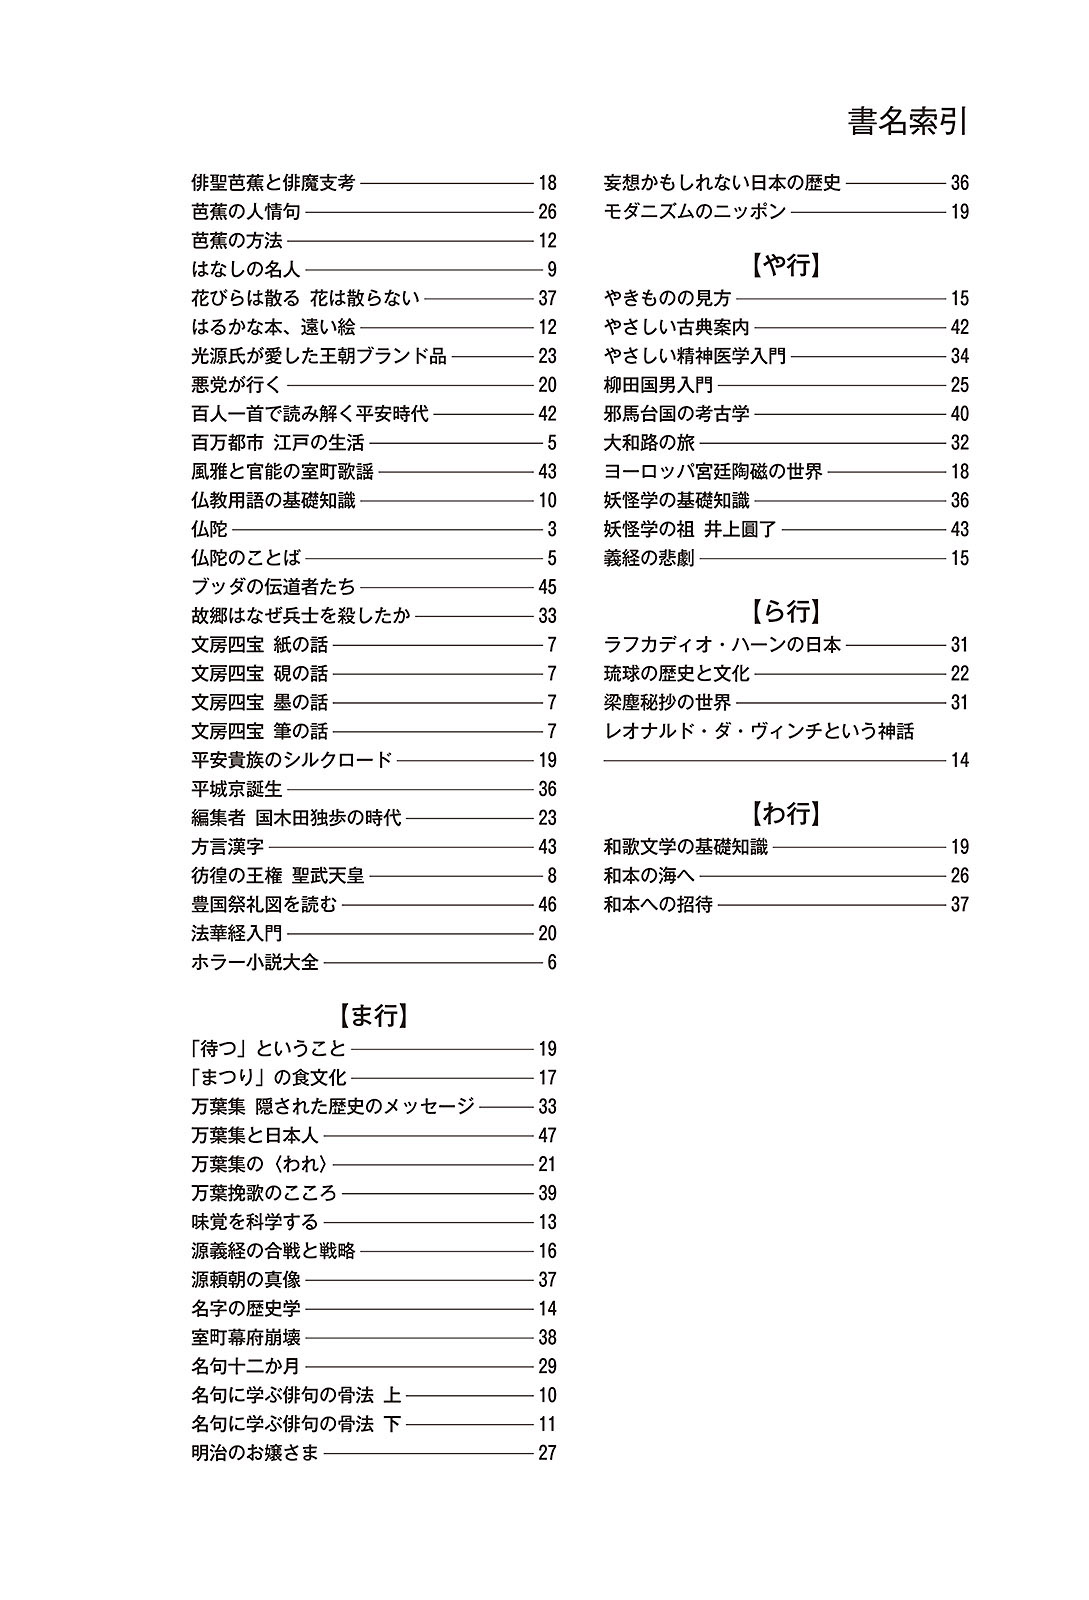 書名索引
俳聖芭蕉と俳魔支考 18
芭蕉の人情句 26
芭蕉の方法 12
はなしの名人 9
花びらは散る 花は散らない 37
はるかな本、遠い絵 12
光源氏が愛した王朝ブランド品 23
悪党が行く 20
百人一首で読み解く平安時代 42
百万都市 江戸の生活 5
風雅と官能の室町歌謡 43
仏教用語の基礎知識 10
仏陀 3
仏陀のことば 5
ブッダの伝道者たち 45
故郷はなぜ兵士を殺したか 33
文房四宝 紙の話 7
文房四宝 硯の話 7
文房四宝 墨の話 7
文房四宝 筆の話 7
平安貴族のシルクロード 19
平城京誕生 36
編集者 国木田独歩の時代 23
方言漢字 43
彷徨の王権 聖武天皇 8
豊国祭礼図を読む 46
法華経入門 20
ホラー小説大全 6
【ま行】
「待つ」ということ 19
「まつり」の食文化 17
万葉集 隠された歴史のメッセージ 33
万葉集と日本人 47
万葉集の〈われ〉 21
万葉挽歌のこころ 39
味覚を科学する 13
源義経の合戦と戦略 16
源頼朝の真像 37
名字の歴史学 14
室町幕府崩壊 38
名句十二か月 29
名句に学ぶ俳句の骨法 上 10
名句に学ぶ俳句の骨法 下 11
明治のお嬢さま 27
妄想かもしれない日本の歴史 36
モダニズムのニッポン 19
【や行】
やきものの見方 15
やさしい古典案内 42
やさしい精神医学入門 34
柳田国男入門 25
邪馬台国の考古学 40
大和路の旅 32
ヨーロッパ宮廷陶磁の世界 18
妖怪学の基礎知識 36
妖怪学の祖 井上圓了 43
義経の悲劇 15
【ら行】
ラフカディオ・ハーンの日本 31
琉球の歴史と文化 22
梁塵秘抄の世界 31
レオナルド・ダ・ヴィンチという神話
14
【わ行】
和歌文学の基礎知識 19
和本の海へ 26
和本への招待 37